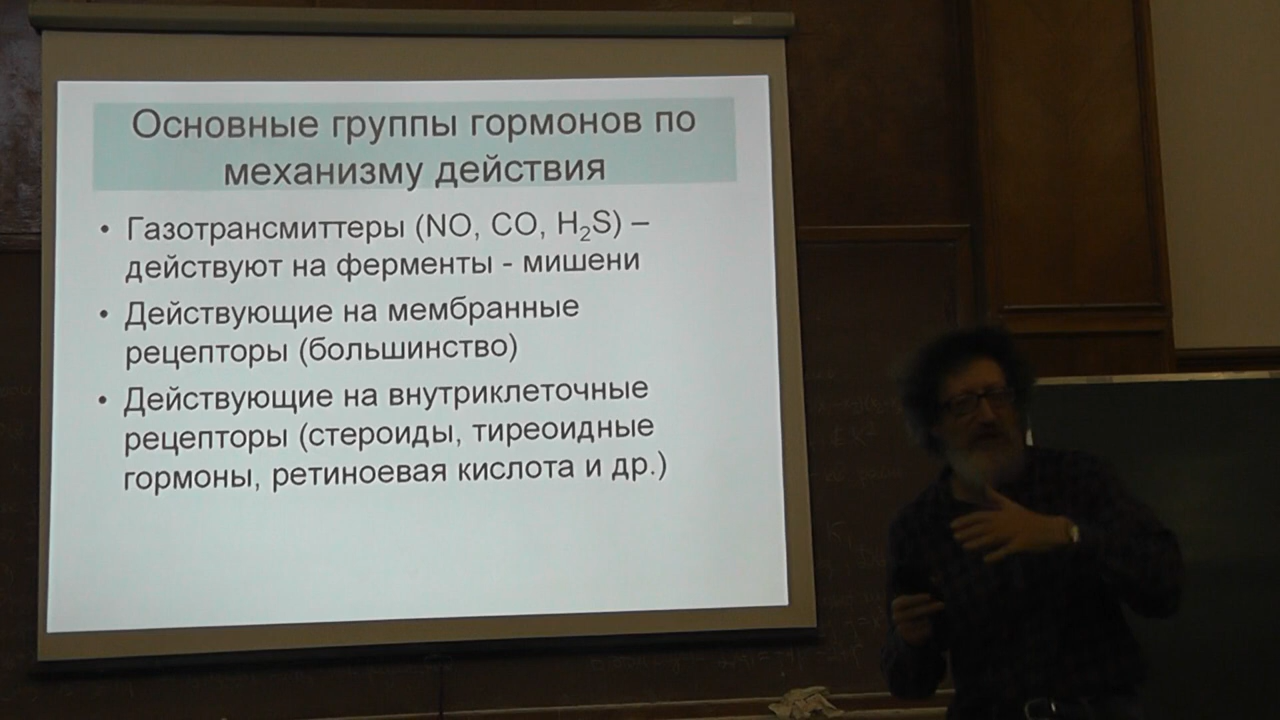 Основные группы гормонов по
механизму действия
• Газотрансмиттеры (NO, CO, H₂S) –
действуют на ферменты - мишени
• Действующие на мембранные
рецепторы (большинство)
• Действующие на внутриклеточные
рецепторы (стероиды, тиреоидные
гормоны, ретиноевая кислота и др.)